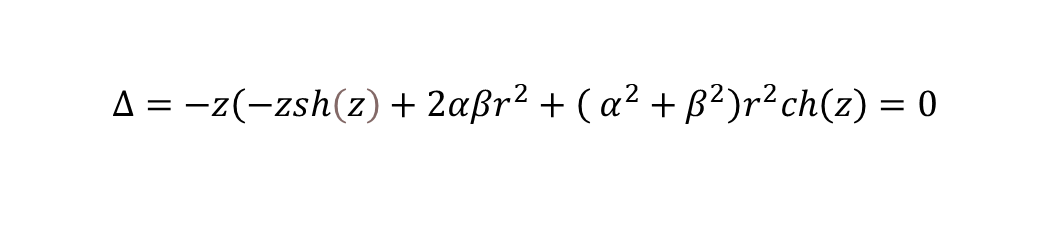 Δ = −z(−zsh(z) + 2αβr² + ( α² + β²)r²ch(z) = 0